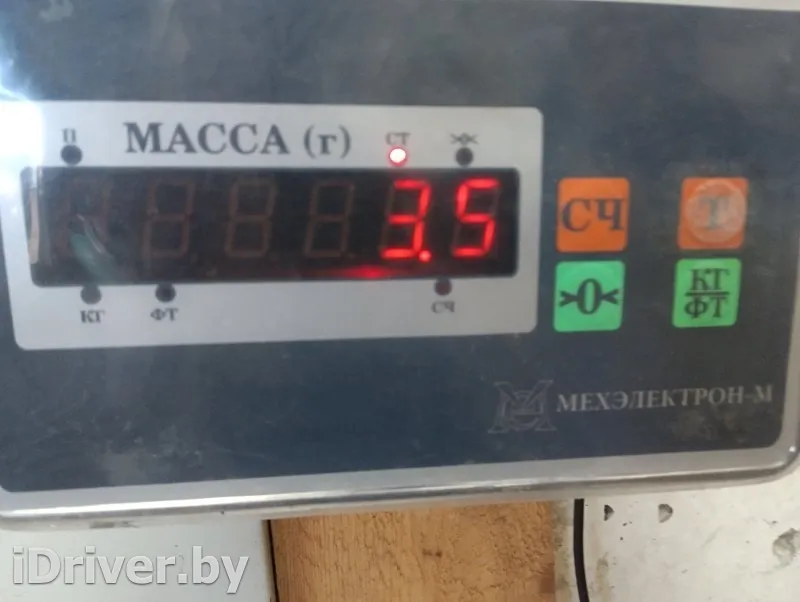 П МАССА (г) СТ >Ж<
3.5
КГ ФТ СЧ
СЧ Т
>0< КГ/ФТ
МЕХЭЛЕКТРОН-М
iDriver.by